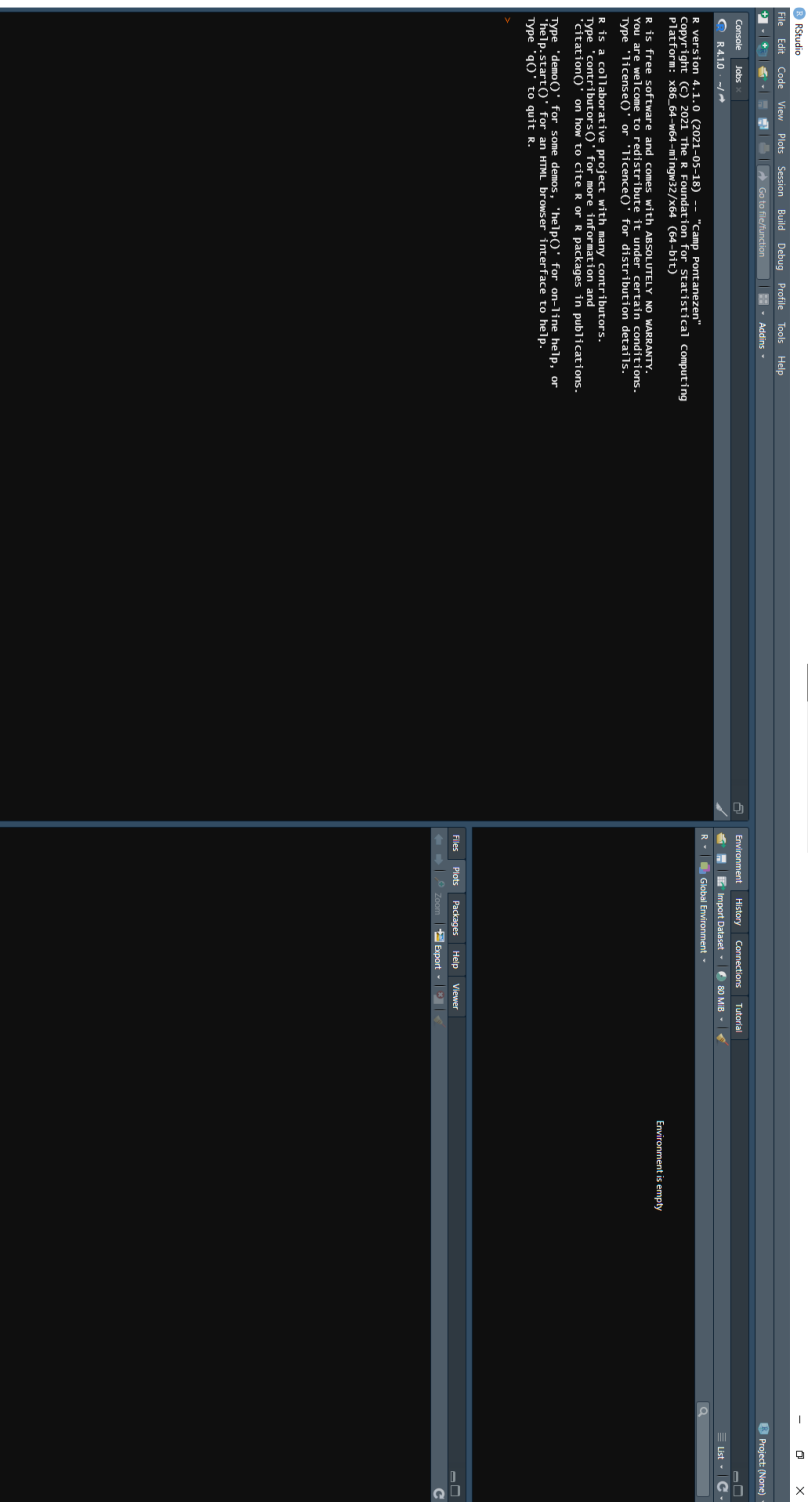 RStudio
File Edit Code View Plots Session Build Debug Profile Tools Help
Go to file/function Addins Project: (None)
Console Jobs
R 4.1.0 · ~/
R version 4.1.0 (2021-05-18) -- "Camp Pontanezen"
Copyright (C) 2021 The R Foundation for Statistical Computing
Platform: x86_64-w64-mingw32/x64 (64-bit)
R is free software and comes with ABSOLUTELY NO WARRANTY.
You are welcome to redistribute it under certain conditions.
Type 'license()' or 'licence()' for distribution details.
R is a collaborative project with many contributors.
Type 'contributors()' for more information and
'citation()' on how to cite R or R packages in publications.
Type 'demo()' for some demos, 'help()' for on-line help, or
'help.start()' for an HTML browser interface to help.
Type 'q()' to quit R.
>
Environment History Connections Tutorial
Import Dataset 80 MiB List
R Global Environment
Environment is empty
Files Plots Packages Help Viewer
Zoom Export